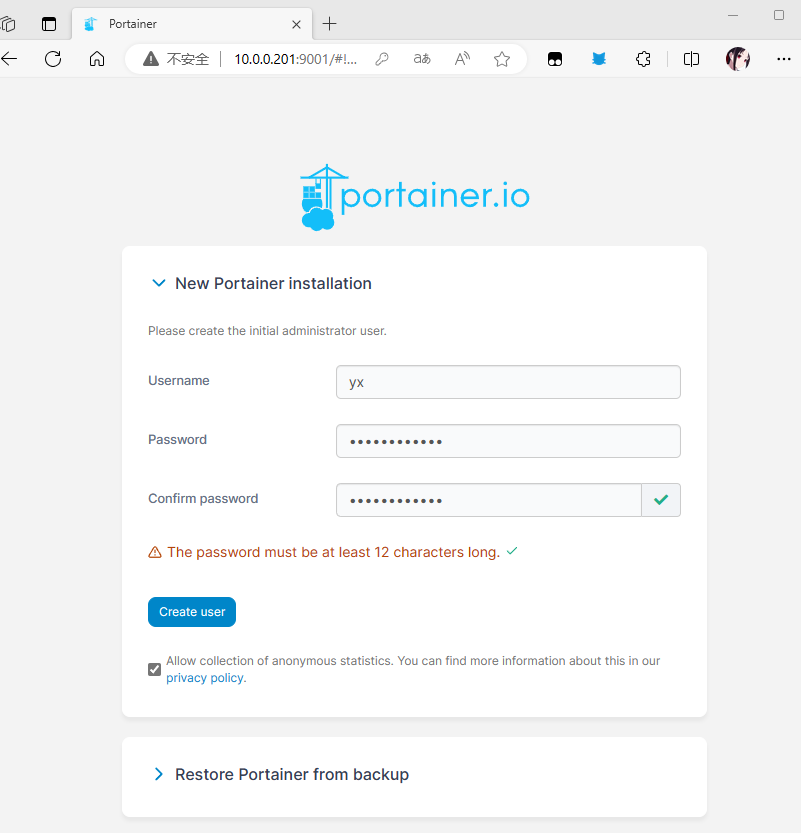 Portainer
不安全 10.0.0.201:9001/#!...
portainer.io
New Portainer installation
Please create the initial administrator user.
Username yx
Password ••••••••••••
Confirm password ••••••••••••
The password must be at least 12 characters long.
Create user
Allow collection of anonymous statistics. You can find more information about this in our
privacy policy.
Restore Portainer from backup